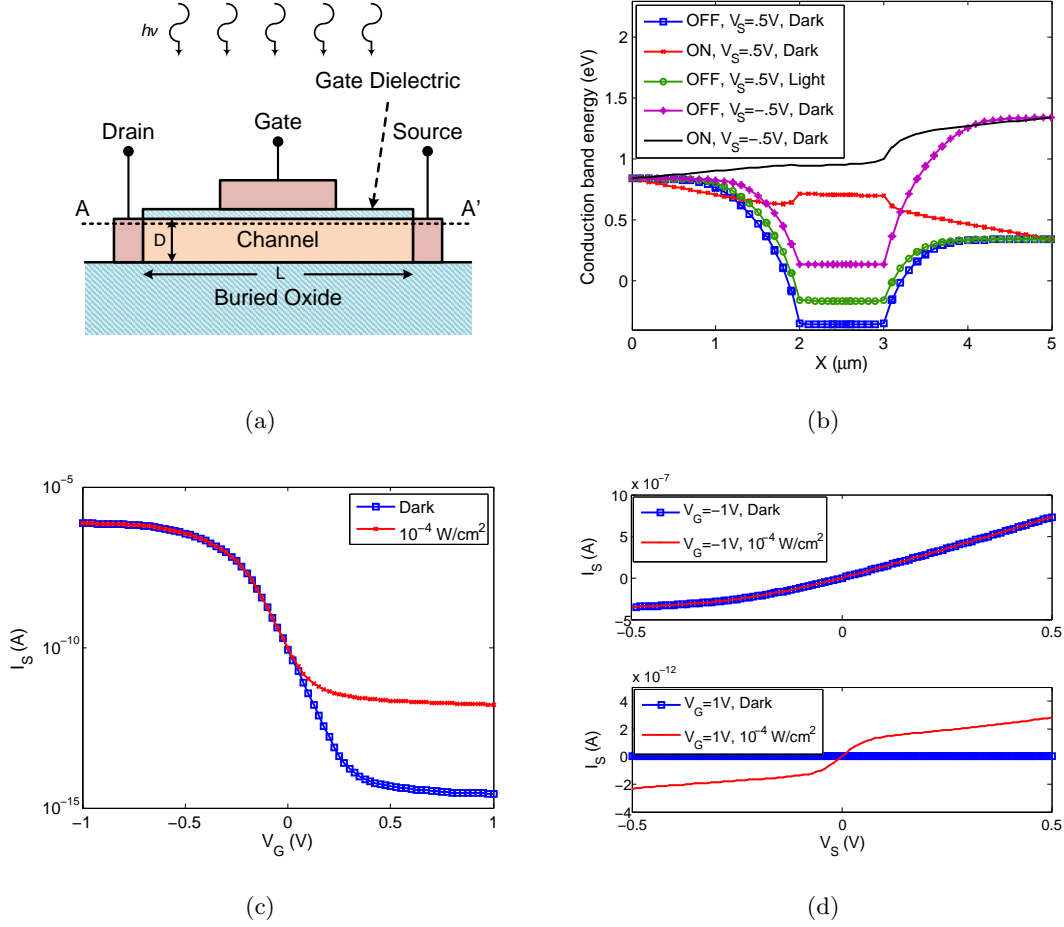 hν
Gate Dielectric
Drain
Gate
Source
A
A'
D
Channel
L
Buried Oxide
(a)
OFF, V_S=.5V, Dark
ON, V_S=.5V, Dark
OFF, V_S=.5V, Light
OFF, V_S=−.5V, Dark
ON, V_S=−.5V, Dark
Conduction band energy (eV)
2
1.5
1
0.5
0
0
1
2
3
4
5
X (μm)
(b)
Dark
10^−4 W/cm^2
I_S (A)
10^−5
10^−10
10^−15
−1
−0.5
0
0.5
1
V_G (V)
(c)
x 10^−7
V_G=−1V, Dark
V_G=−1V, 10^−4 W/cm^2
I_S (A)
10
5
0
−5
−0.5
0
0.5
x 10^−12
V_G=1V, Dark
V_G=1V, 10^−4 W/cm^2
I_S (A)
4
2
0
−2
−4
−0.5
0
0.5
V_S (V)
(d)